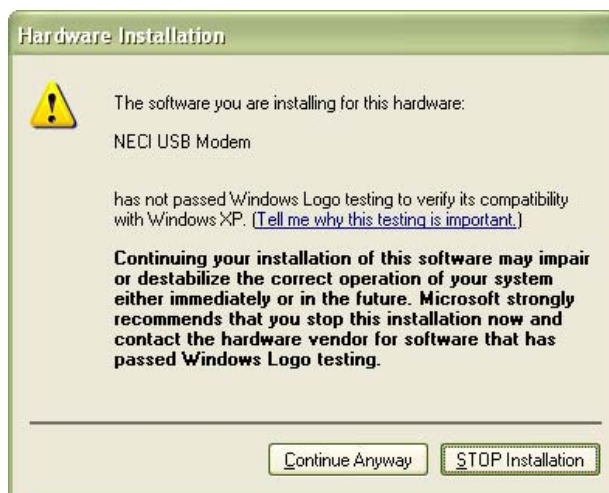 Hardware Installation
The software you are installing for this hardware:
NECI USB Modem
has not passed Windows Logo testing to verify its compatibility
with Windows XP. (Tell me why this testing is important.)
Continuing your installation of this software may impair
or destabilize the correct operation of your system
either immediately or in the future. Microsoft strongly
recommends that you stop this installation now and
contact the hardware vendor for software that has
passed Windows Logo testing.
Continue Anyway
STOP Installation